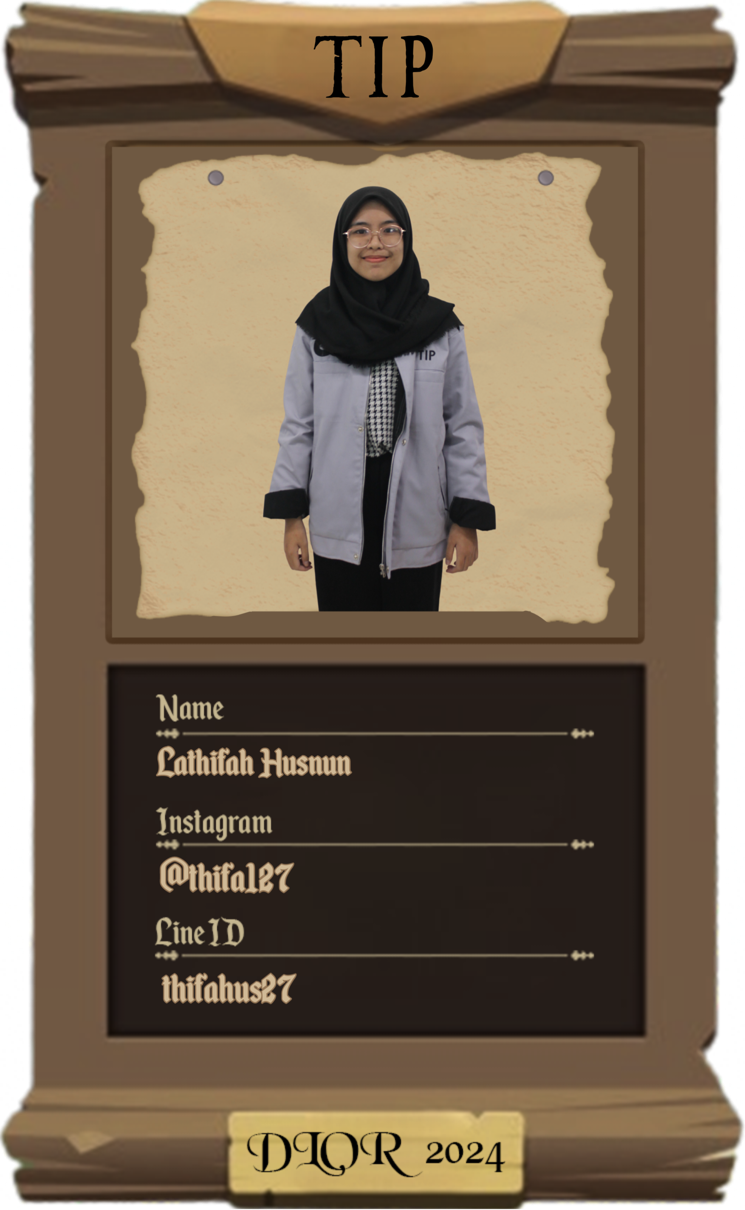 TIP
TIP
Name
Lathifah Husnun
Instagram
@thifa127
Line ID
thifahus27
DLOR 2024